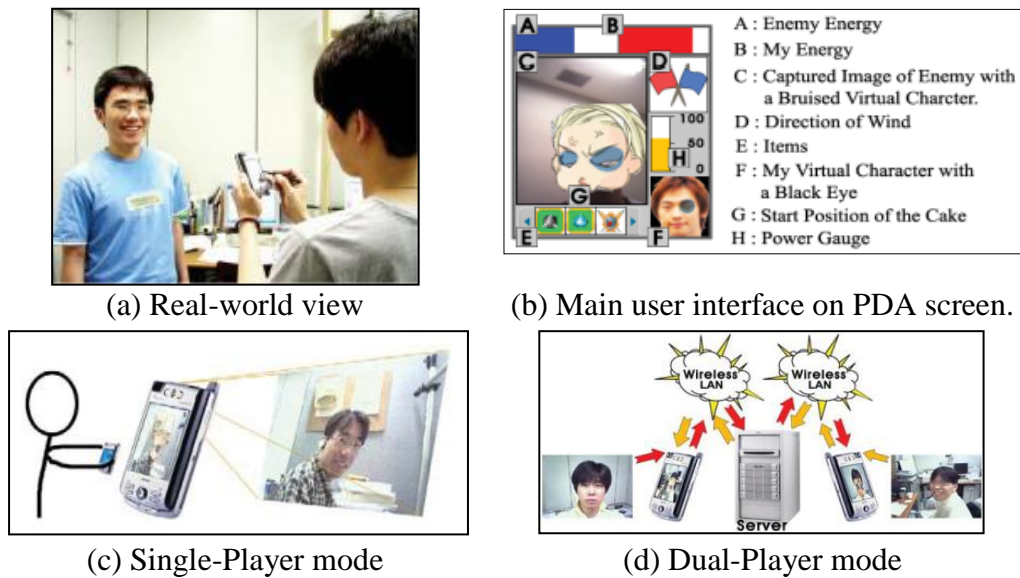 A
B
C
D
100
50
H
0
G
E
F
A : Enemy Energy
B : My Energy
C : Captured Image of Enemy with
a Bruised Virtual Charcter.
D : Direction of Wind
E : Items
F : My Virtual Character with
a Black Eye
G : Start Position of the Cake
H : Power Gauge
(a) Real-world view
(b) Main user interface on PDA screen.
Wireless
LAN
Wireless
LAN
Server
(c) Single-Player mode
(d) Dual-Player mode